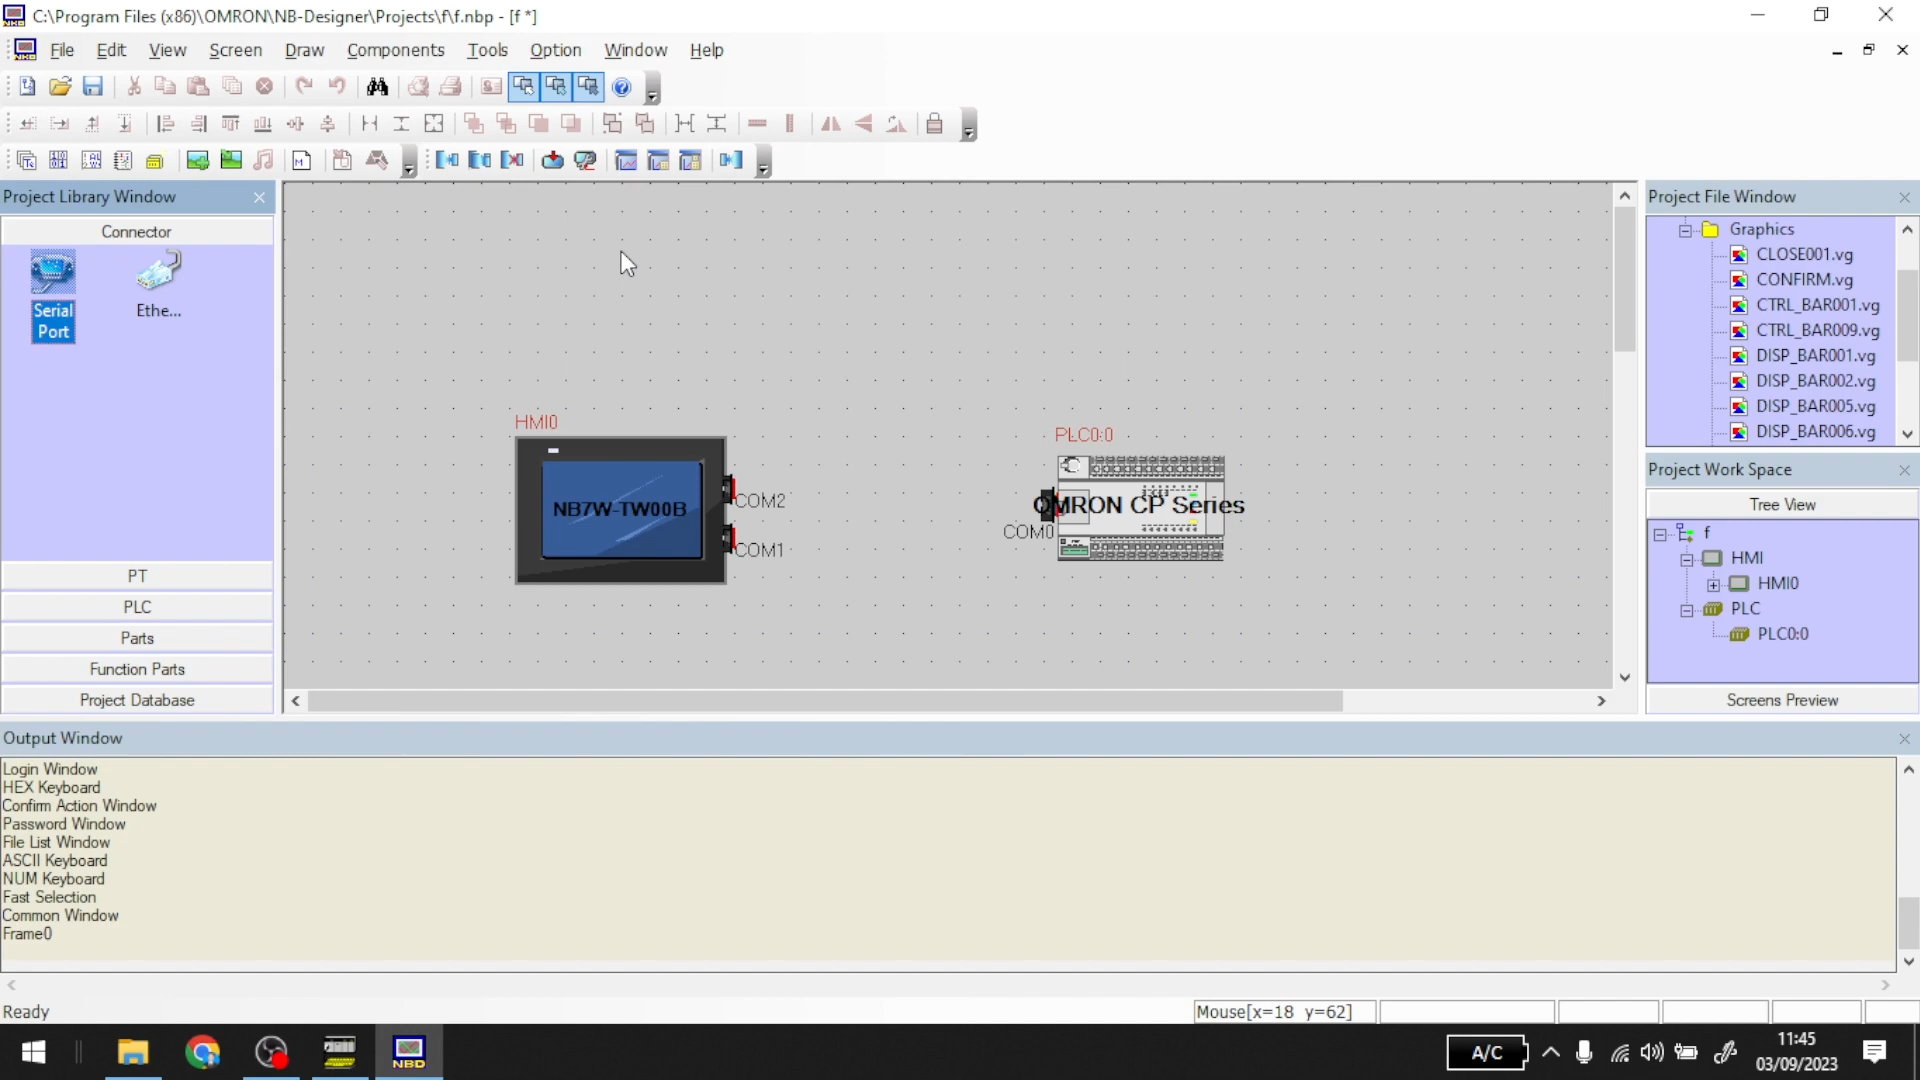 C:\Program Files (x86)\OMRON\NB-Designer\Projects\f\f.nbp - [f *]
File Edit View Screen Draw Components Tools Option Window Help
Project Library Window
Connector
Serial Port
Ethe...
PT
PLC
Parts
Function Parts
Project Database
HMI0
NB7W-TW00B
COM2
COM1
PLC0:0
OMRON CP Series
COM0
Project File Window
Graphics
CLOSE001.vg
CONFIRM.vg
CTRL_BAR001.vg
CTRL_BAR009.vg
DISP_BAR001.vg
DISP_BAR002.vg
DISP_BAR005.vg
DISP_BAR006.vg
Project Work Space
Tree View
f
HMI
HMI0
PLC
PLC0:0
Screens Preview
Output Window
Login Window
HEX Keyboard
Confirm Action Window
Password Window
File List Window
ASCII Keyboard
NUM Keyboard
Fast Selection
Common Window
Frame0
Ready
Mouse[x=18 y=62]
NBD
A/C
11:45
03/09/2023